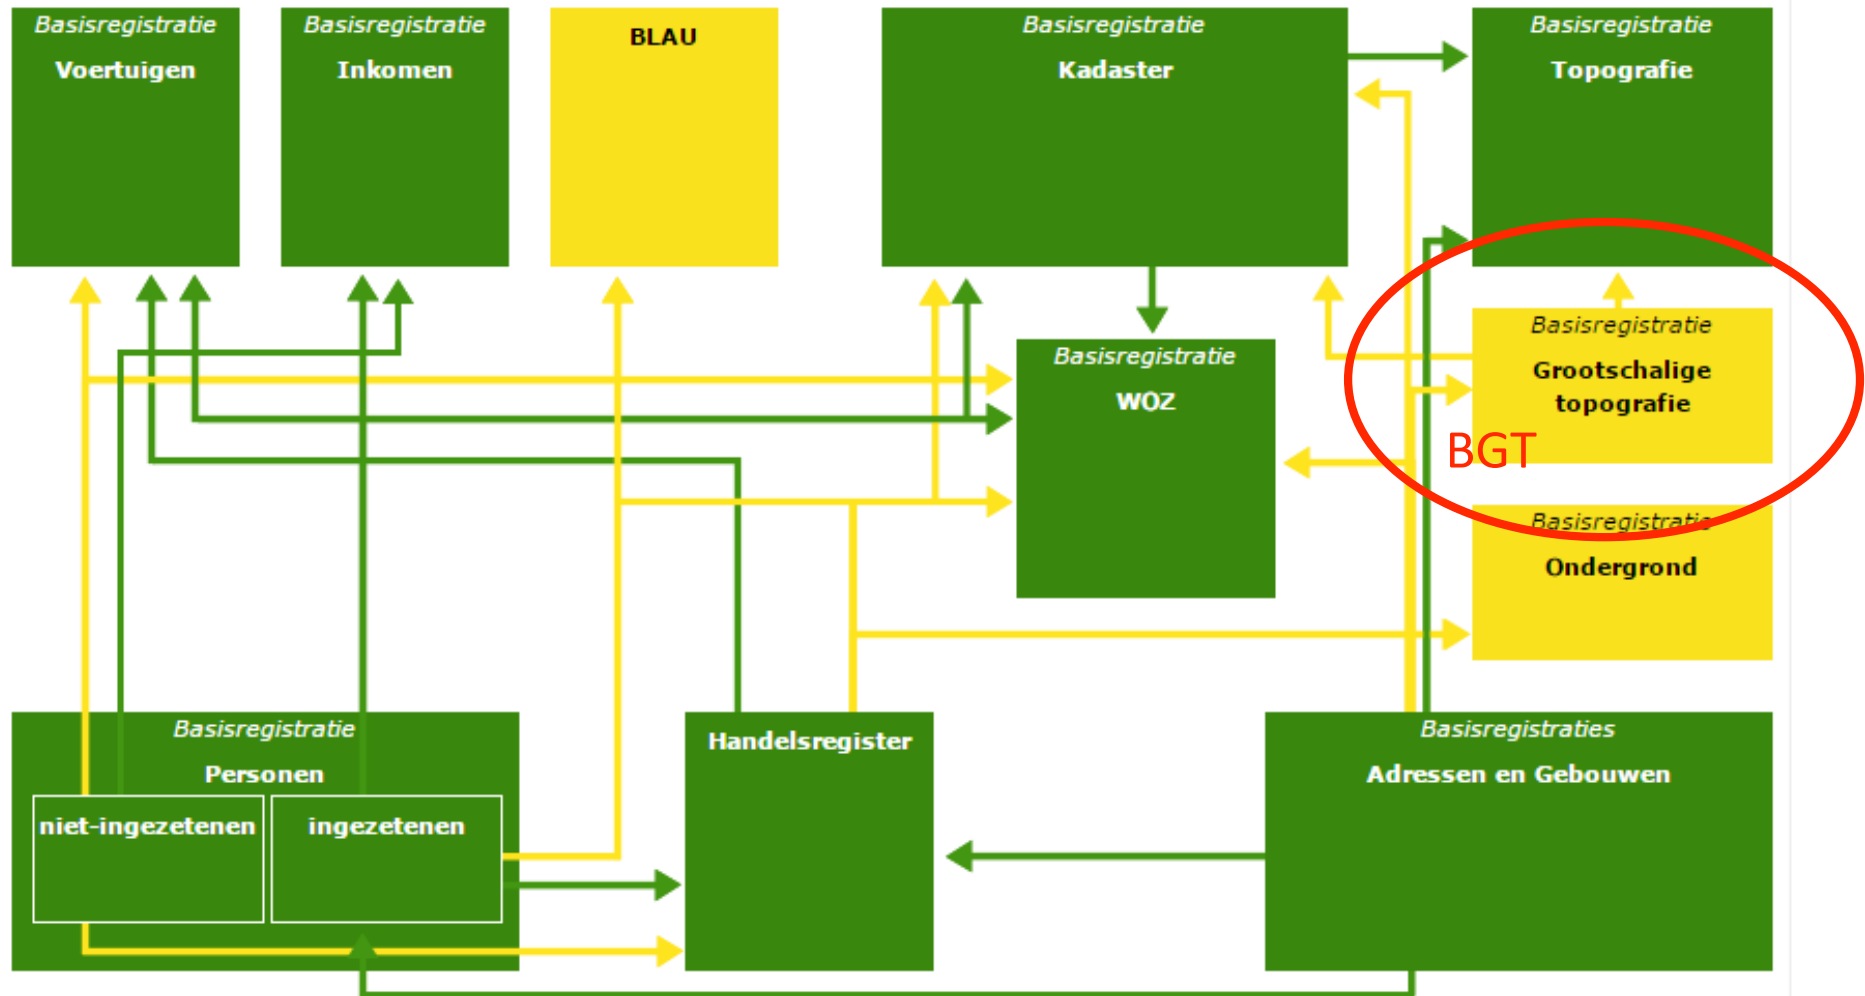 Basisregistratie
Voertuigen
Basisregistratie
Inkomen
BLAU
Basisregistratie
Kadaster
Basisregistratie
Topografie
Basisregistratie
WOZ
Basisregistratie
Grootschalige
topografie
BGT
Basisregistratie
Ondergrond
Basisregistratie
Personen
niet-ingezetenen
ingezetenen
Handelsregister
Basisregistraties
Adressen en Gebouwen